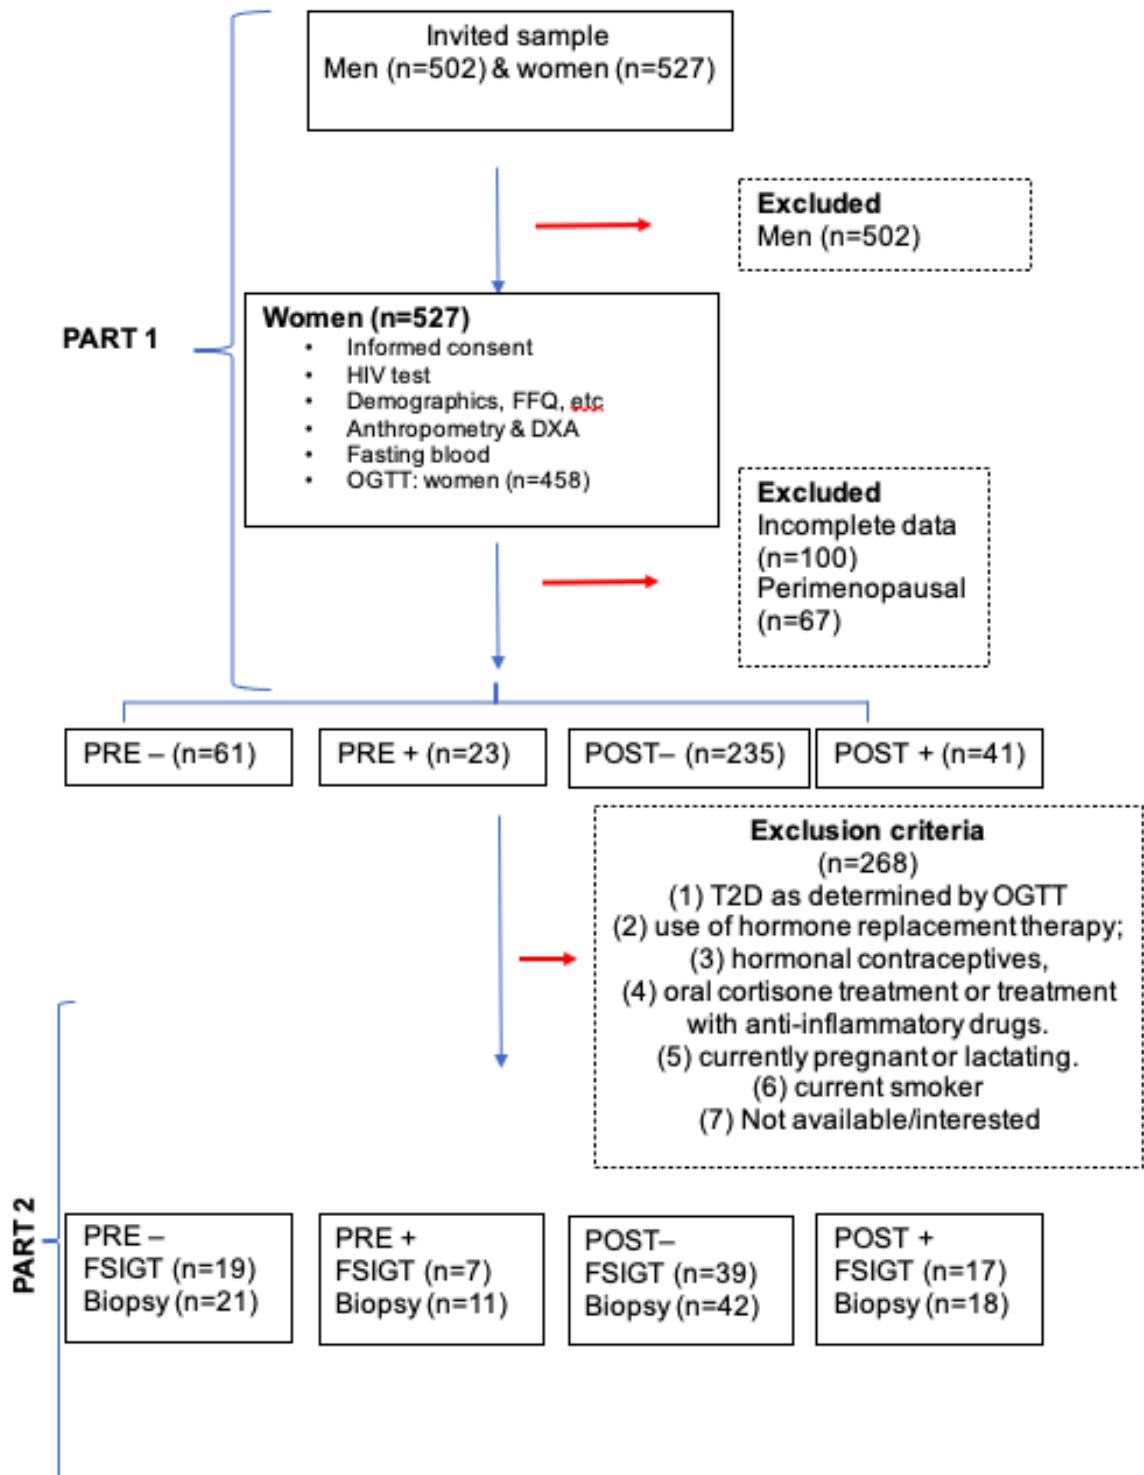 Invited sample
Men (n=502) & women (n=527)
Excluded
Men (n=502)
PART 1
Women (n=527)
• Informed consent
• HIV test
• Demographics, FFQ, etc
• Anthropometry & DXA
• Fasting blood
• OGTT: women (n=458)
Excluded
Incomplete data
(n=100)
Perimenopausal
(n=67)
PRE – (n=61)
PRE + (n=23)
POST– (n=235)
POST + (n=41)
Exclusion criteria
(n=268)
(1) T2D as determined by OGTT
(2) use of hormone replacement therapy;
(3) hormonal contraceptives,
(4) oral cortisone treatment or treatment
with anti-inflammatory drugs.
(5) currently pregnant or lactating.
(6) current smoker
(7) Not available/interested
PART 2
PRE –
FSIGT (n=19)
Biopsy (n=21)
PRE +
FSIGT (n=7)
Biopsy (n=11)
POST–
FSIGT (n=39)
Biopsy (n=42)
POST +
FSIGT (n=17)
Biopsy (n=18)